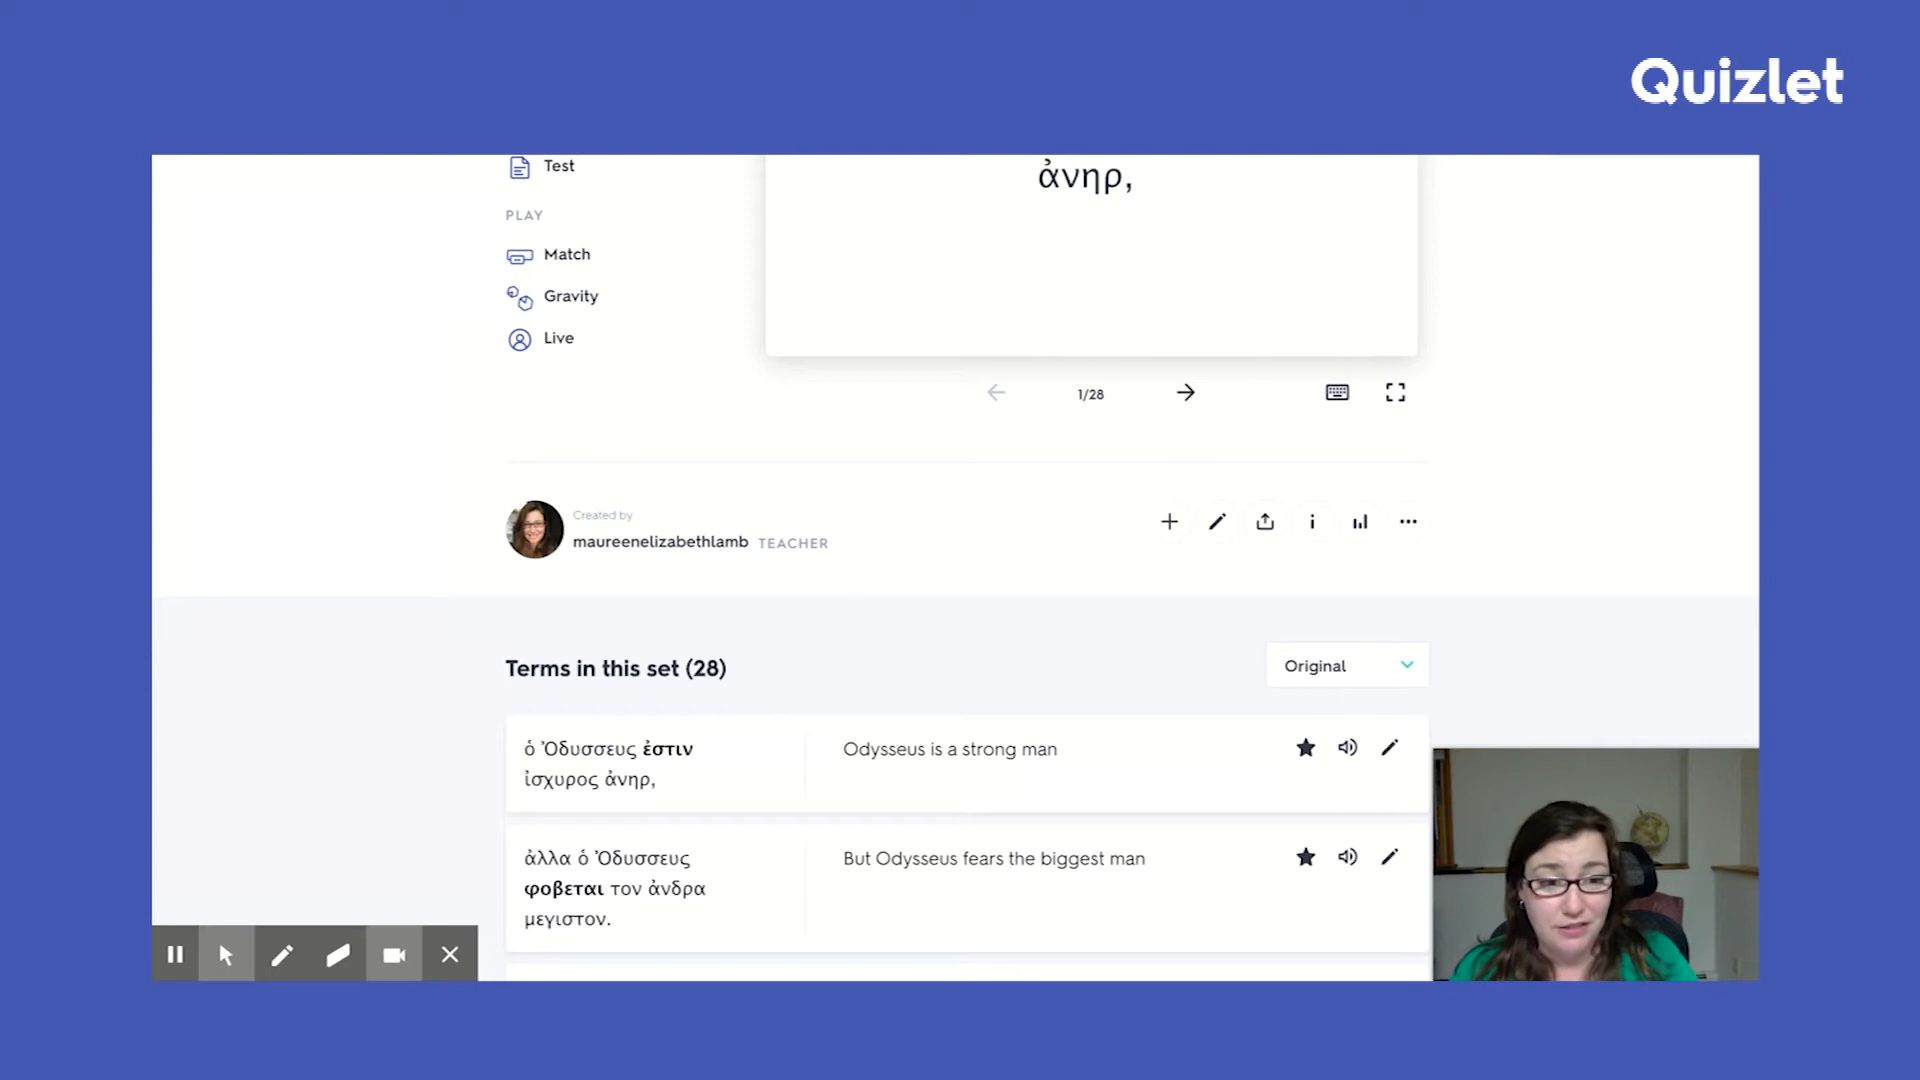 Quizlet
Test
ἀνηρ,
PLAY
Match
Gravity
Live
1/28
Created by
maureenelizabethlamb TEACHER
Terms in this set (28)
Original
ὁ Ὀδυσσευς ἐστιν
ἰσχυρος ἀνηρ,
Odysseus is a strong man
ἀλλα ὁ Ὀδυσσευς
φοβεται τον ἀνδρα
μεγιστον.
But Odysseus fears the biggest man